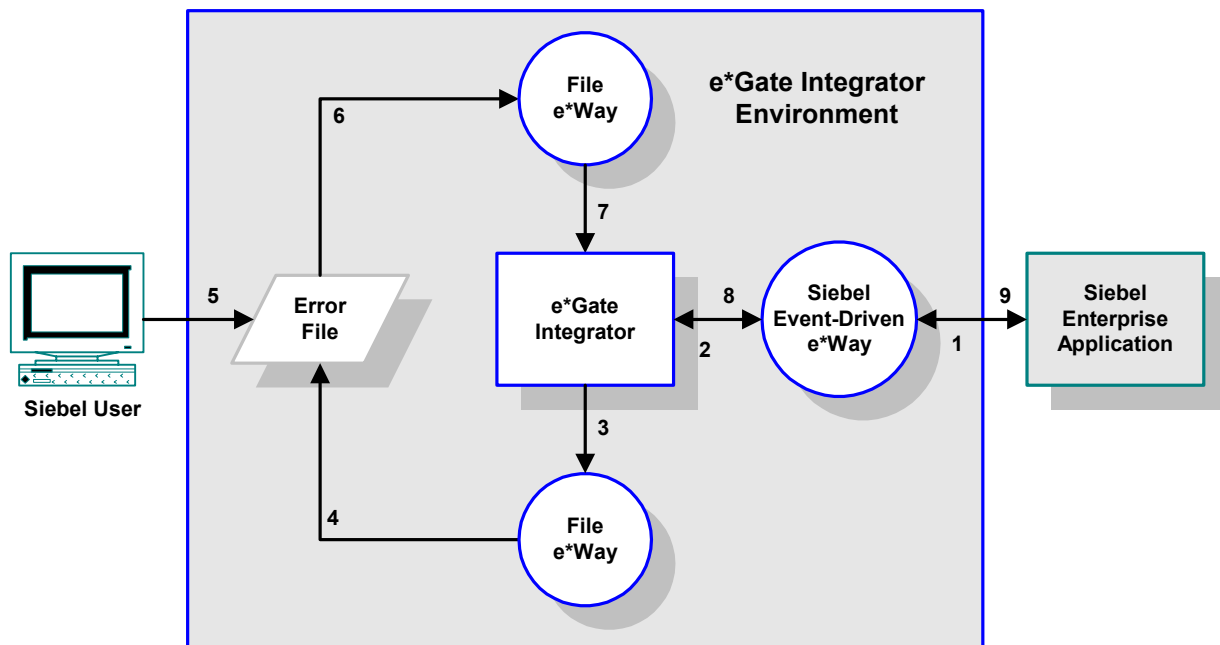 File
e*Way
e*Gate Integrator
Environment
6
7
5
Error
File
e*Gate
Integrator
8
2
Siebel
Event-Driven
e*Way
9
1
Siebel
Enterprise
Application
Siebel User
3
4
File
e*Way